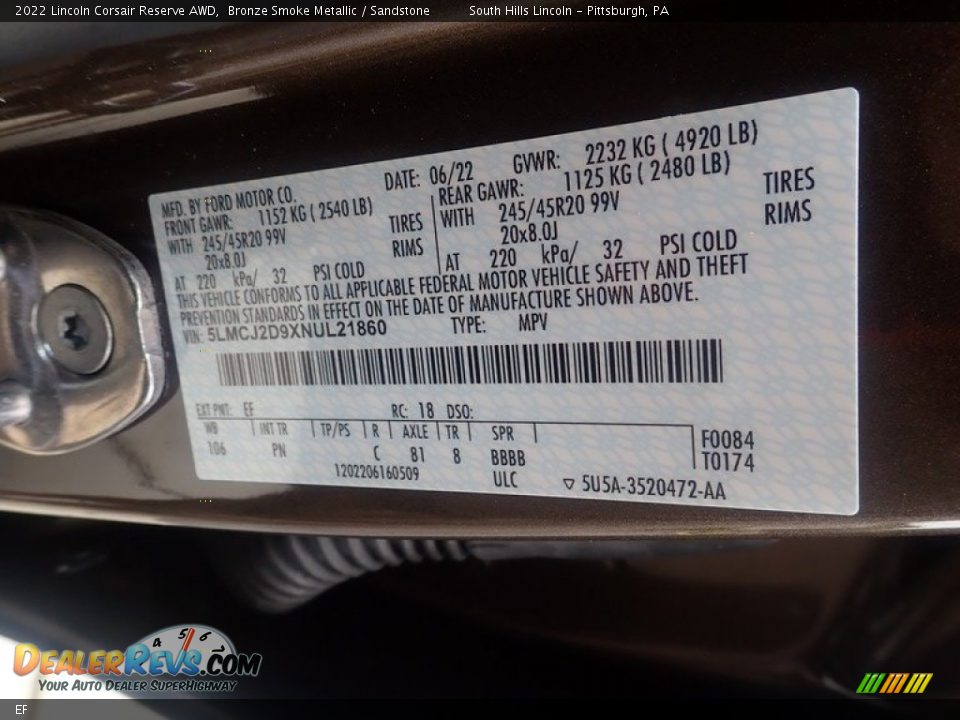 2022 Lincoln Corsair Reserve AWD, Bronze Smoke Metallic / Sandstone South Hills Lincoln - Pittsburgh, PA
MFD. BY FORD MOTOR CO. DATE: 06/22 GVWR: 2232 KG ( 4920 LB)
FRONT GAWR: 1152 KG ( 2540 LB) REAR GAWR: 1125 KG ( 2480 LB)
WITH 245/45R20 99V TIRES WITH 245/45R20 99V TIRES
20x8.0J RIMS 20x8.0J RIMS
AT 220 kPa/ 32 PSI COLD AT 220 kPa/ 32 PSI COLD
THIS VEHICLE CONFORMS TO ALL APPLICABLE FEDERAL MOTOR VEHICLE SAFETY AND THEFT
PREVENTION STANDARDS IN EFFECT ON THE DATE OF MANUFACTURE SHOWN ABOVE.
VIN: 5LMCJ2D9XNUL21860 TYPE: MPV
EXT PNT: EF RC: 18 DSO:
WB INT TR TP/PS R AXLE TR SPR F0084
106 PN C 81 8 BBBB T0174
1202206160509 ULC ▽ 5U5A-3520472-AA
4 5 6
DEALERREVS.COM
YOUR AUTO DEALER SUPERHIGHWAY
EF